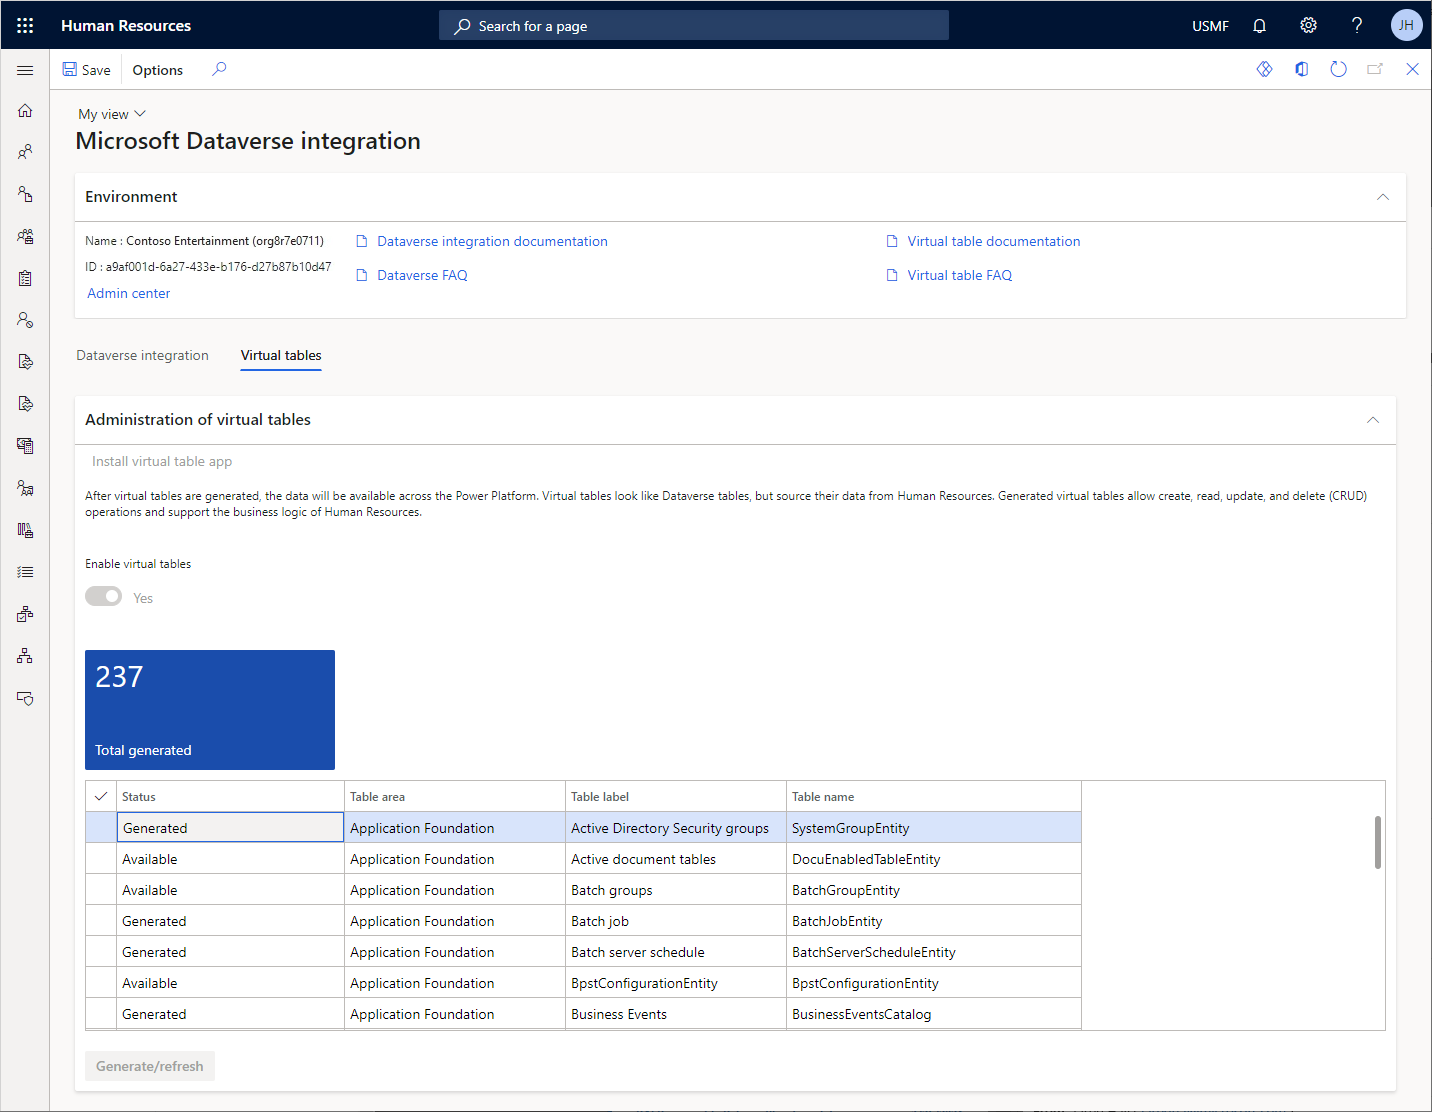 Human Resources
Search for a page
USMF
JH
Save
Options
My view
Microsoft Dataverse integration
Environment
Name : Contoso Entertainment (org8r7e0711)
ID : a9af001d-6a27-433e-b176-d27b87b10d47
Admin center
Dataverse integration documentation
Dataverse FAQ
Virtual table documentation
Virtual table FAQ
Dataverse integration
Virtual tables
Administration of virtual tables
Install virtual table app
After virtual tables are generated, the data will be available across the Power Platform. Virtual tables look like Dataverse tables, but source their data from Human Resources. Generated virtual tables allow create, read, update, and delete (CRUD)
operations and support the business logic of Human Resources.
Enable virtual tables
Yes
237
Total generated
Status Table area Table label Table name
Generated Application Foundation Active Directory Security groups SystemGroupEntity
Available Application Foundation Active document tables DocuEnabledTableEntity
Available Application Foundation Batch groups BatchGroupEntity
Generated Application Foundation Batch job BatchJobEntity
Generated Application Foundation Batch server schedule BatchServerScheduleEntity
Available Application Foundation BpstConfigurationEntity BpstConfigurationEntity
Generated Application Foundation Business Events BusinessEventsCatalog
Generate/refresh